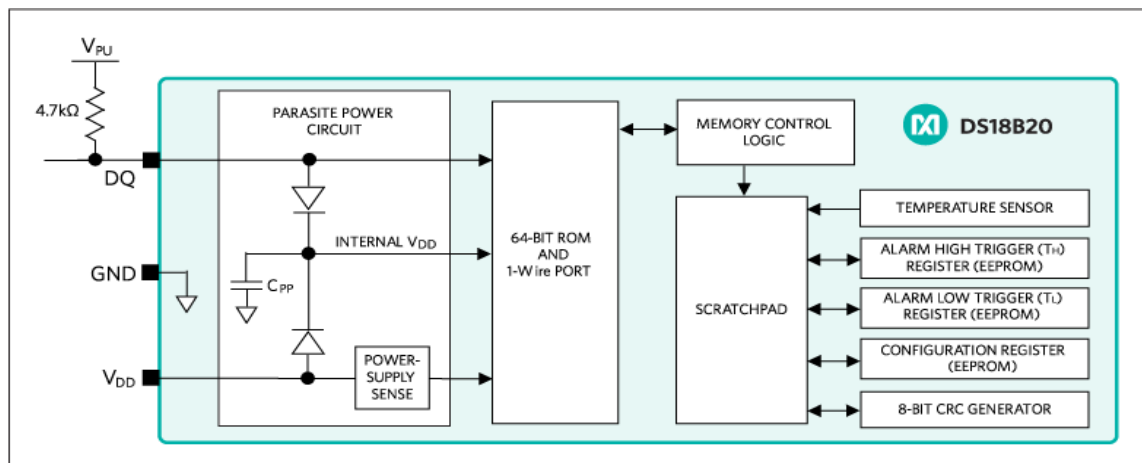 VPU
4.7kΩ
DQ
GND
VDD
PARASITE POWER
CIRCUIT
INTERNAL VDD
CPP
POWER-
SUPPLY
SENSE
64-BIT ROM
AND
1-Wire PORT
MEMORY CONTROL
LOGIC
SCRATCHPAD
DS18B20
TEMPERATURE SENSOR
ALARM HIGH TRIGGER (TH)
REGISTER (EEPROM)
ALARM LOW TRIGGER (TL)
REGISTER (EEPROM)
CONFIGURATION REGISTER
(EEPROM)
8-BIT CRC GENERATOR